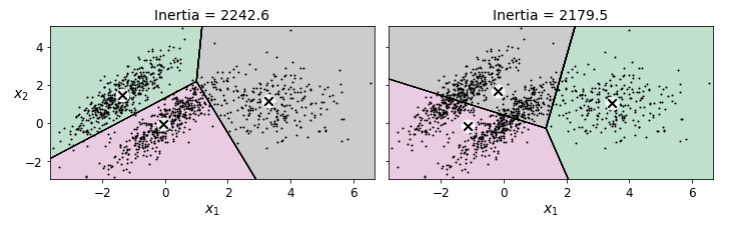 Inertia = 2242.6
Inertia = 2179.5
4
2
0
−2
x₂
−2 0 2 4 6
−2 0 2 4 6
x₁
x₁